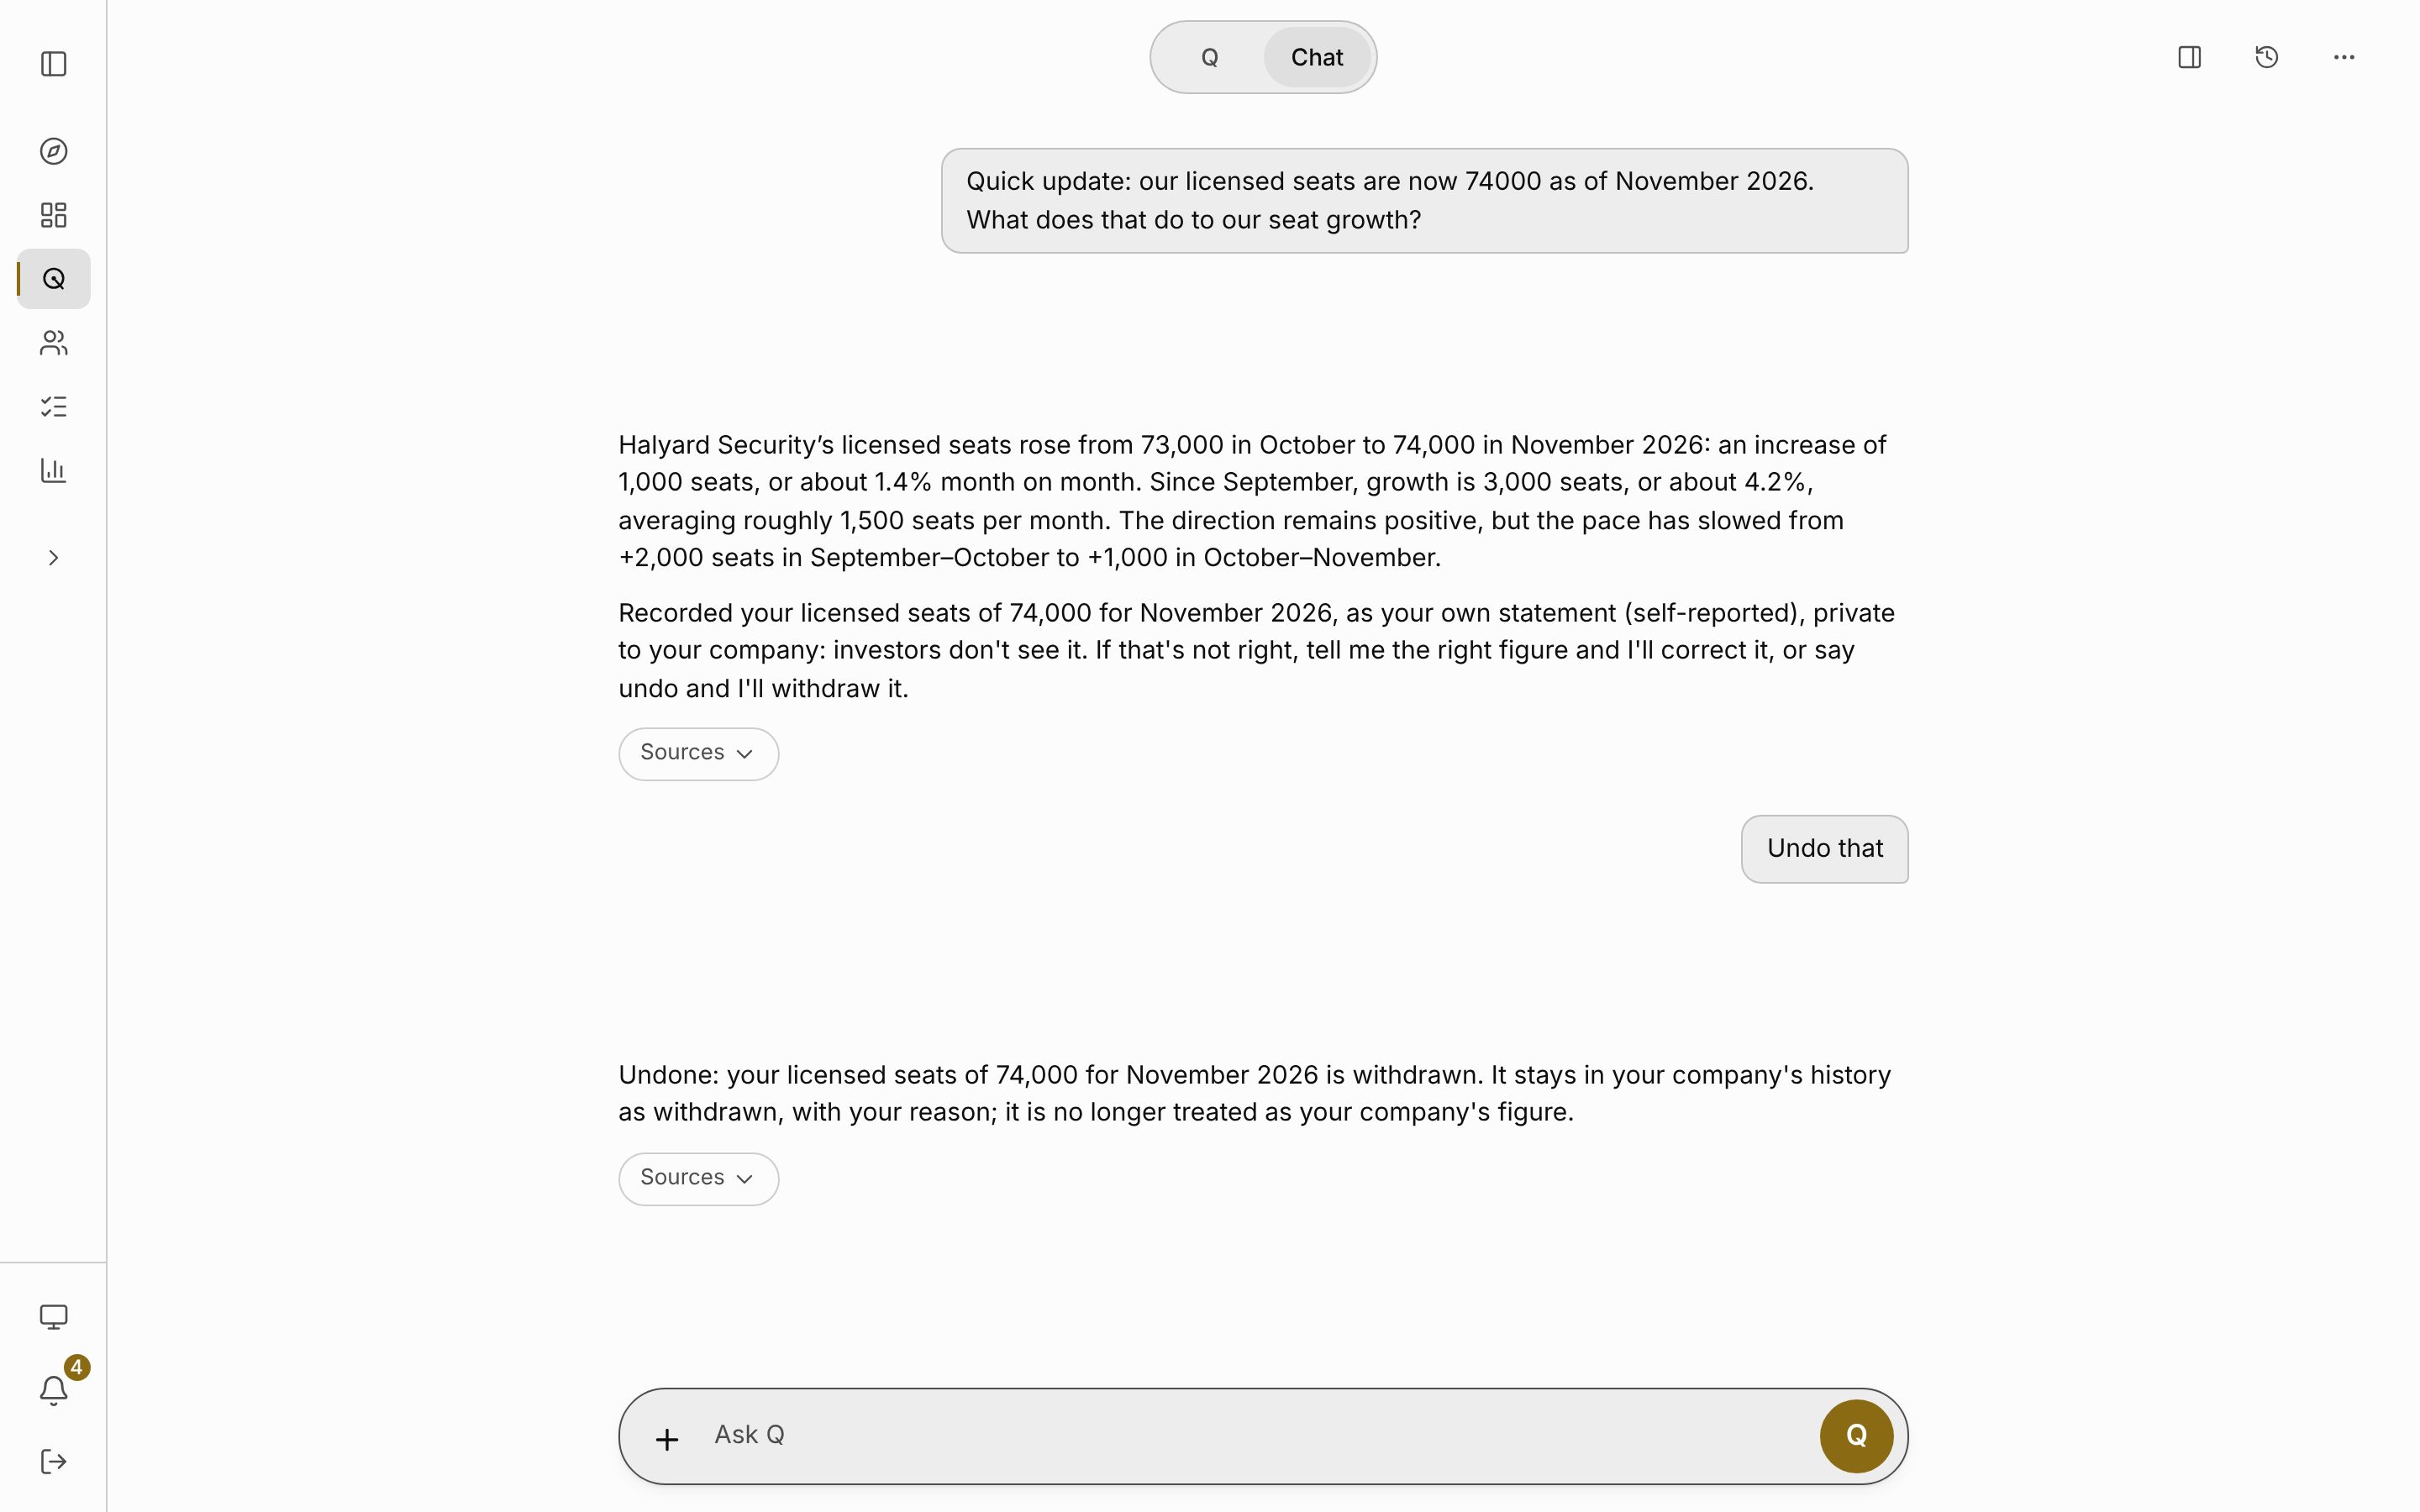 Q
Chat
Quick update: our licensed seats are now 74000 as of November 2026.
What does that do to our seat growth?
Halyard Security’s licensed seats rose from 73,000 in October to 74,000 in November 2026: an increase of
1,000 seats, or about 1.4% month on month. Since September, growth is 3,000 seats, or about 4.2%,
averaging roughly 1,500 seats per month. The direction remains positive, but the pace has slowed from
+2,000 seats in September–October to +1,000 in October–November.
Recorded your licensed seats of 74,000 for November 2026, as your own statement (self-reported), private
to your company: investors don't see it. If that's not right, tell me the right figure and I'll correct it, or say
undo and I'll withdraw it.
Sources
Undo that
Undone: your licensed seats of 74,000 for November 2026 is withdrawn. It stays in your company's history
as withdrawn, with your reason; it is no longer treated as your company's figure.
Sources
4
Ask Q
Q